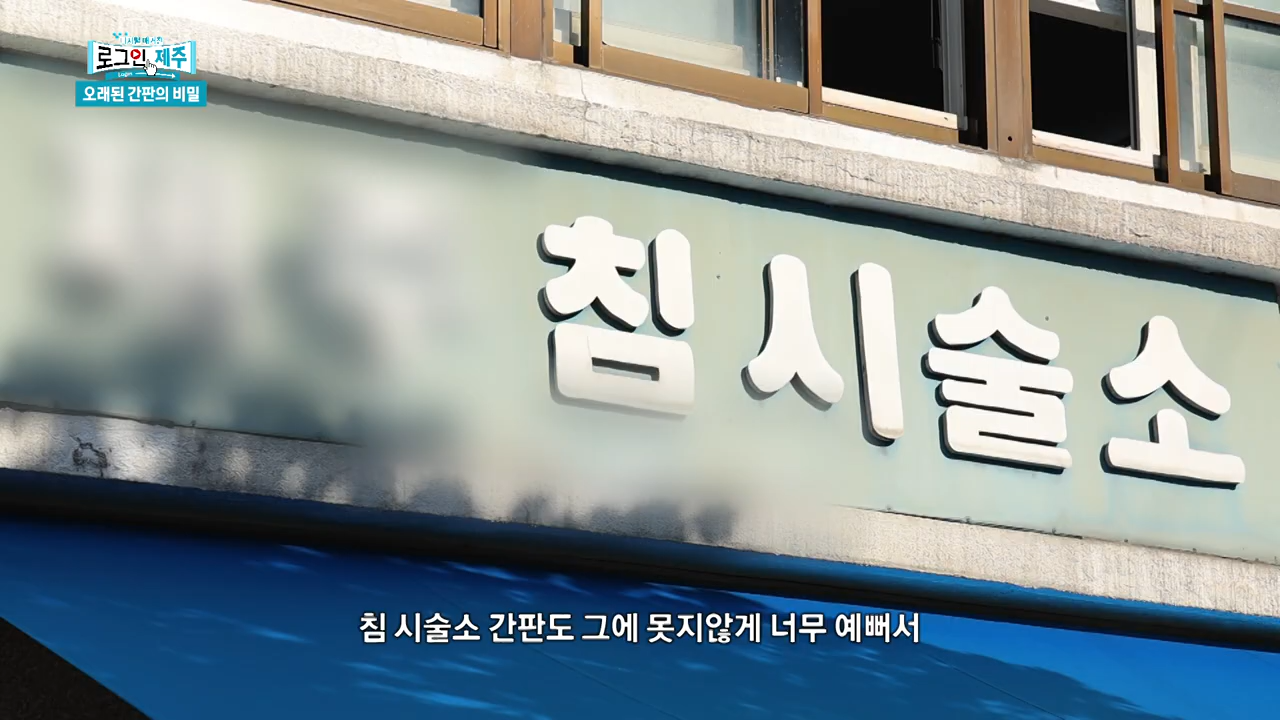 로그인 제주
오래된 간판의 비밀
침시술소
침 시술소 간판도 그에 못지않게 너무 예뻐서